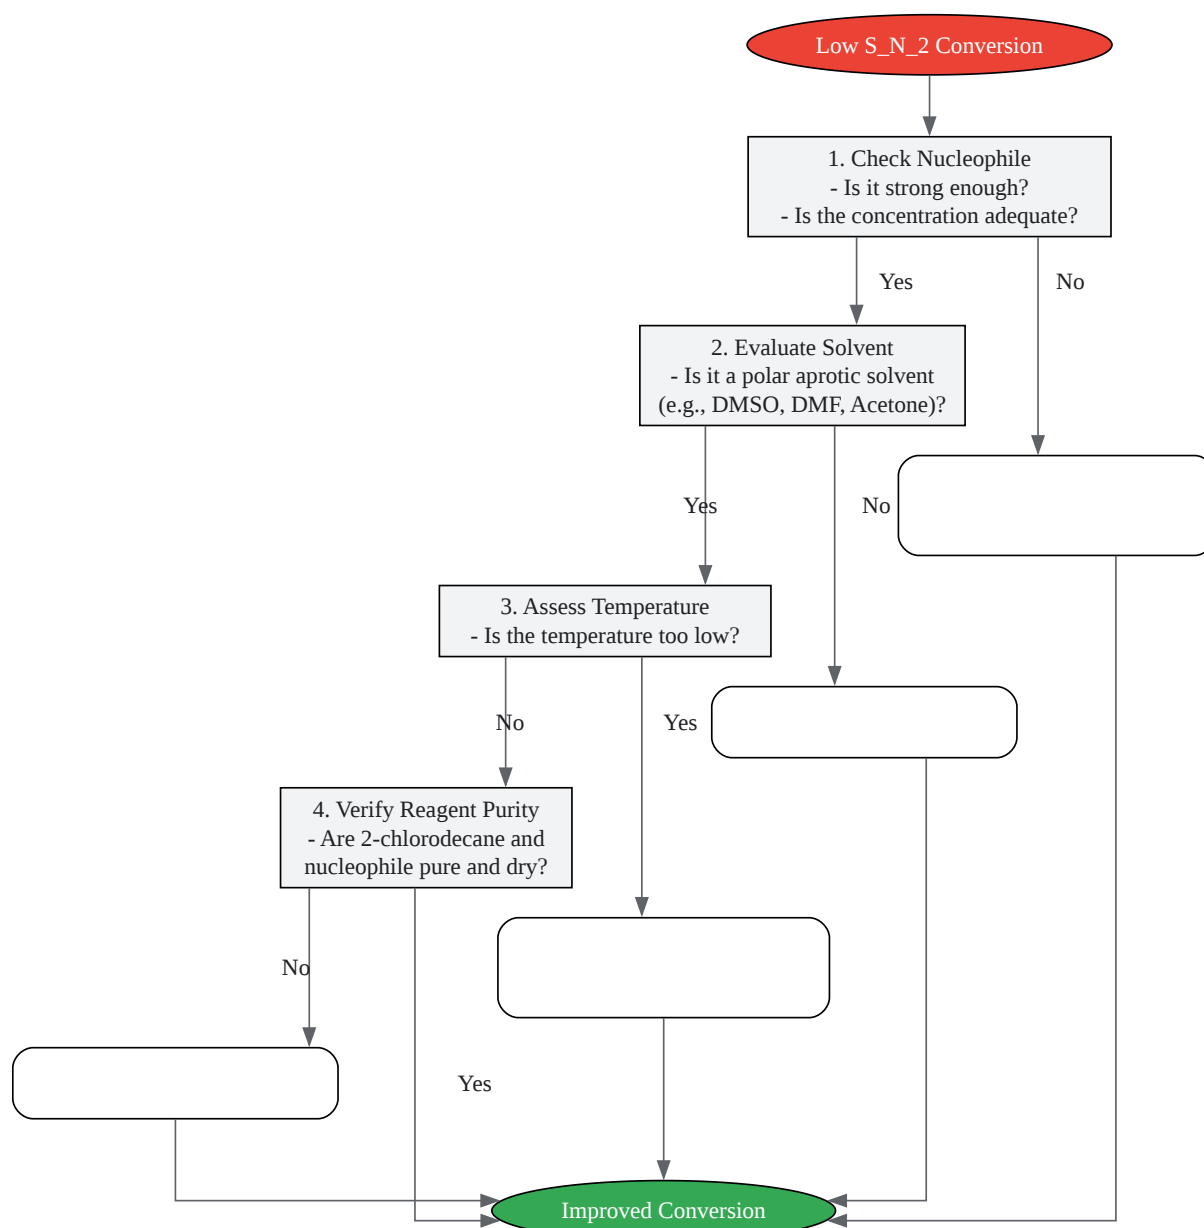 Low S_N_2 Conversion
1. Check Nucleophile
- Is it strong enough?
- Is the concentration adequate?
Yes
No
2. Evaluate Solvent
- Is it a polar aprotic solvent
(e.g., DMSO, DMF, Acetone)?
Yes
No
3. Assess Temperature
- Is the temperature too low?
No
Yes
4. Verify Reagent Purity
- Are 2-chlorodecane and
nucleophile pure and dry?
No
Yes
Improved Conversion